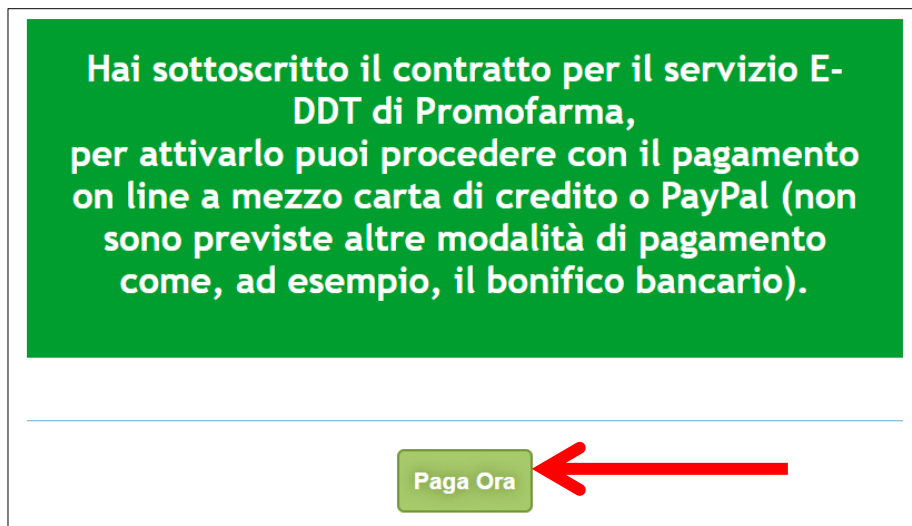 Hai sottoscritto il contratto per il servizio E-
DDT di Promofarma,
per attivarlo puoi procedere con il pagamento
on line a mezzo carta di credito o PayPal (non
sono previste altre modalità di pagamento
come, ad esempio, il bonifico bancario).
Paga Ora